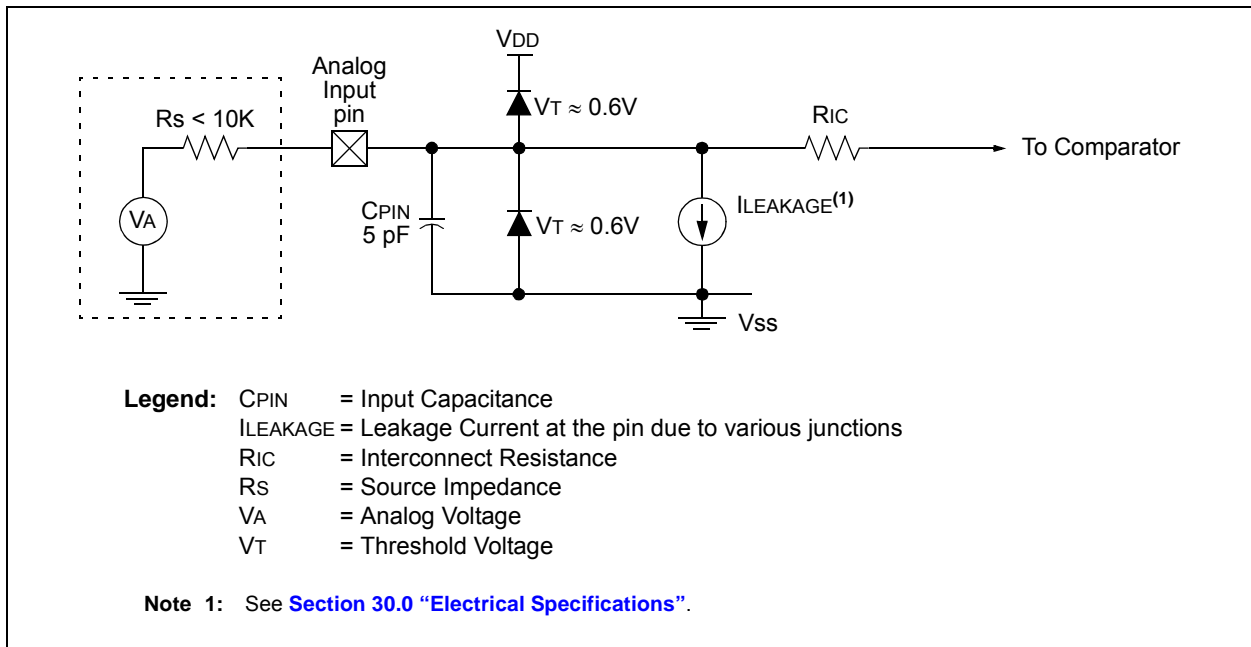 VDD
Analog
Input
pin
Rs < 10K
VT ≈ 0.6V
RIC
To Comparator
VA
CPIN
5 pF
VT ≈ 0.6V
ILEAKAGE(1)
Vss
Legend: CPIN = Input Capacitance
ILEAKAGE = Leakage Current at the pin due to various junctions
RIC = Interconnect Resistance
RS = Source Impedance
VA = Analog Voltage
VT = Threshold Voltage
Note 1: See Section 30.0 “Electrical Specifications”.